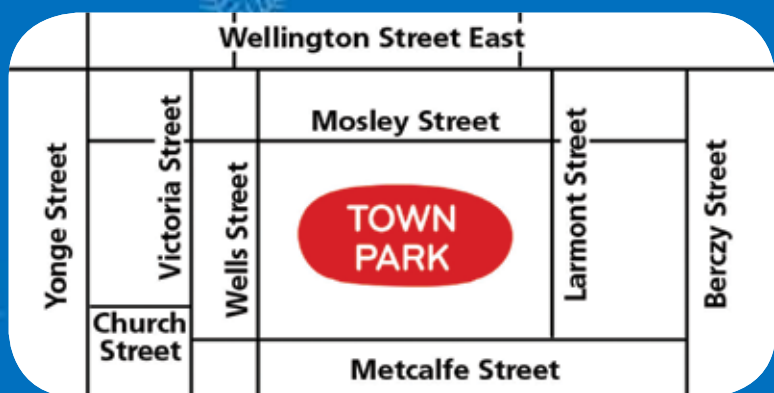 Wellington Street East
Mosley Street
Yonge Street
Victoria Street
Wells Street
TOWN
PARK
Larmont Street
Berczy Street
Church
Street
Metcalfe Street